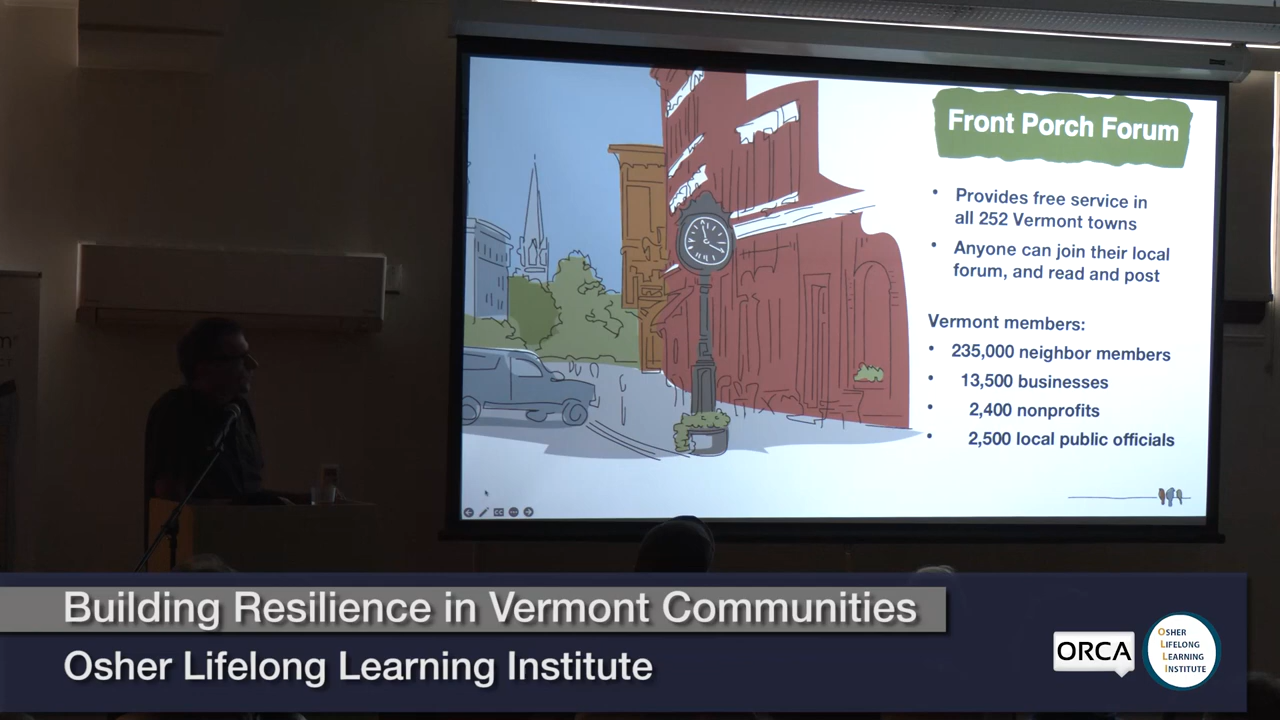 Front Porch Forum
• Provides free service in
all 252 Vermont towns
• Anyone can join their local
forum, and read and post
Vermont members:
• 235,000 neighbor members
• 13,500 businesses
• 2,400 nonprofits
• 2,500 local public officials
Building Resilience in Vermont Communities
Osher Lifelong Learning Institute
ORCA
OSHER
LIFELONG
LEARNING
INSTITUTE